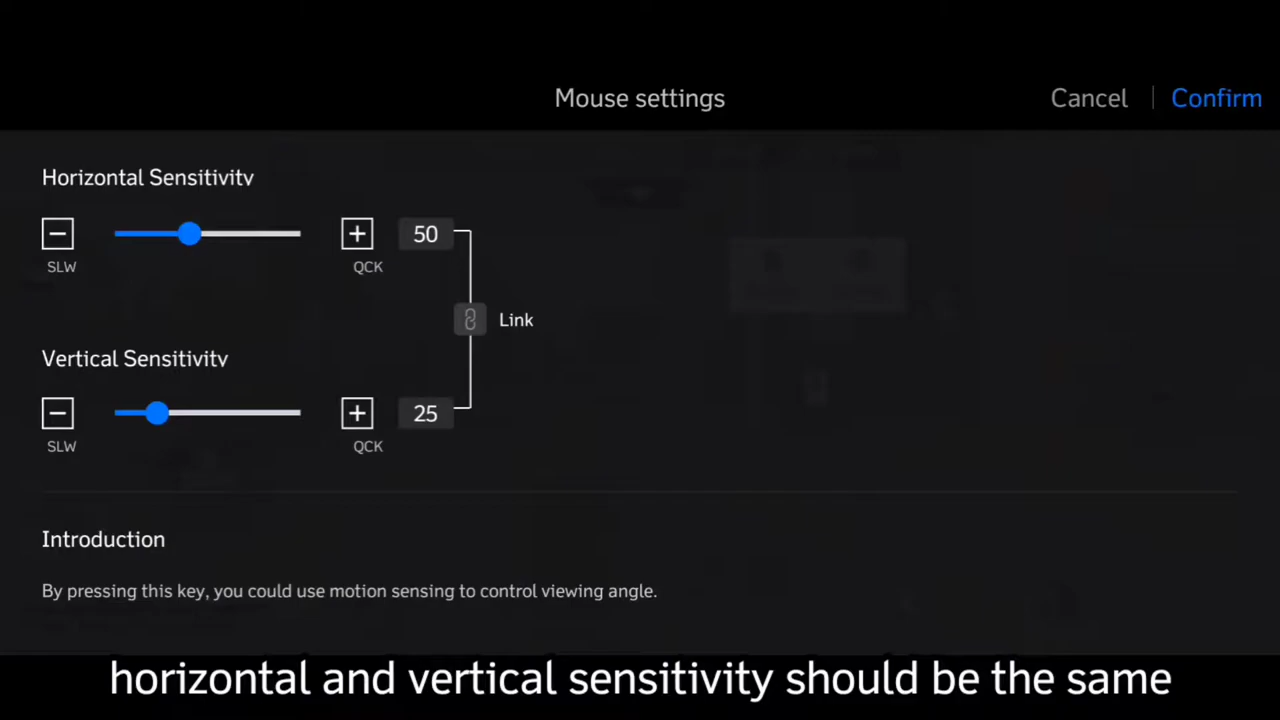 Mouse settings
Cancel
Confirm
Horizontal Sensitivity
50
SLW
QCK
Link
Vertical Sensitivity
25
SLW
QCK
Introduction
By pressing this key, you could use motion sensing to control viewing angle.
horizontal and vertical sensitivity should be the same